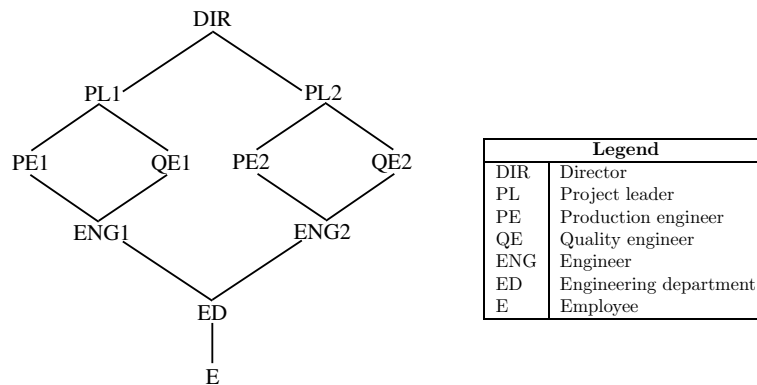 DIR
PL1 PL2
PE1 QE1 PE2 QE2
ENG1 ENG2
ED
E
Legend
DIR Director
PL Project leader
PE Production engineer
QE Quality engineer
ENG Engineer
ED Engineering department
E Employee